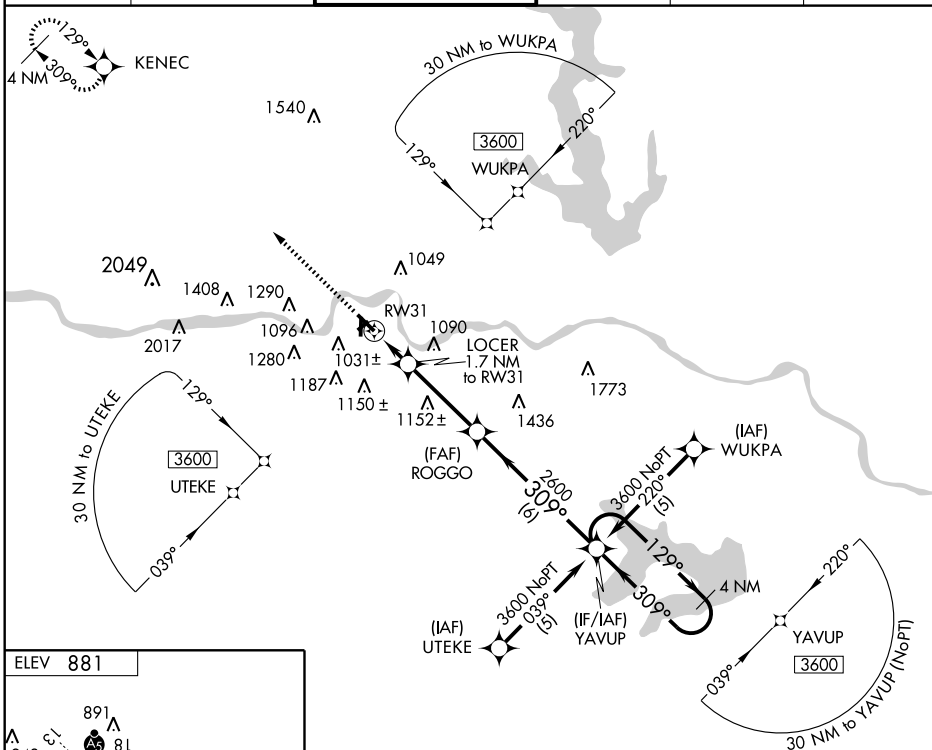 129°
309°
4 NM
KENEC
30 NM to WUKPA
1540
3600
220°
129°
WUKPA
2049
1408
1290
1049
RW31
2017
1096
1280
1031±
1090
LOCER
1.7 NM
to RW31
1187
1150 ±
1152±
1436
1773
30 NM to UTEKE
129°
3600
UTEKE
039°
(FAF)
ROGGO
(IAF)
WUKPA
2600
309°
(6)
3600 NoPT
220°
(5)
129°
4 NM
309°
3600 NoPT
039°
(5)
(IAF)
UTEKE
(IF/IAF)
YAVUP
220°
YAVUP
3600
039°
30 NM to YAVUP (NoPT)
ELEV 881
891
A5
13